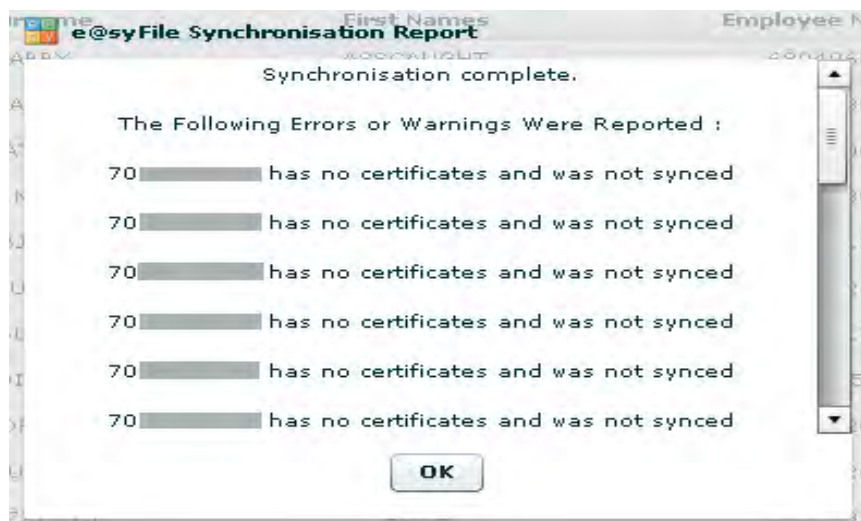 First Names
Employee
e@syFile Synchronisation Report
Synchronisation complete.
The Following Errors or Warnings Were Reported :
70 has no certificates and was not synced
70 has no certificates and was not synced
70 has no certificates and was not synced
70 has no certificates and was not synced
70 has no certificates and was not synced
70 has no certificates and was not synced
OK